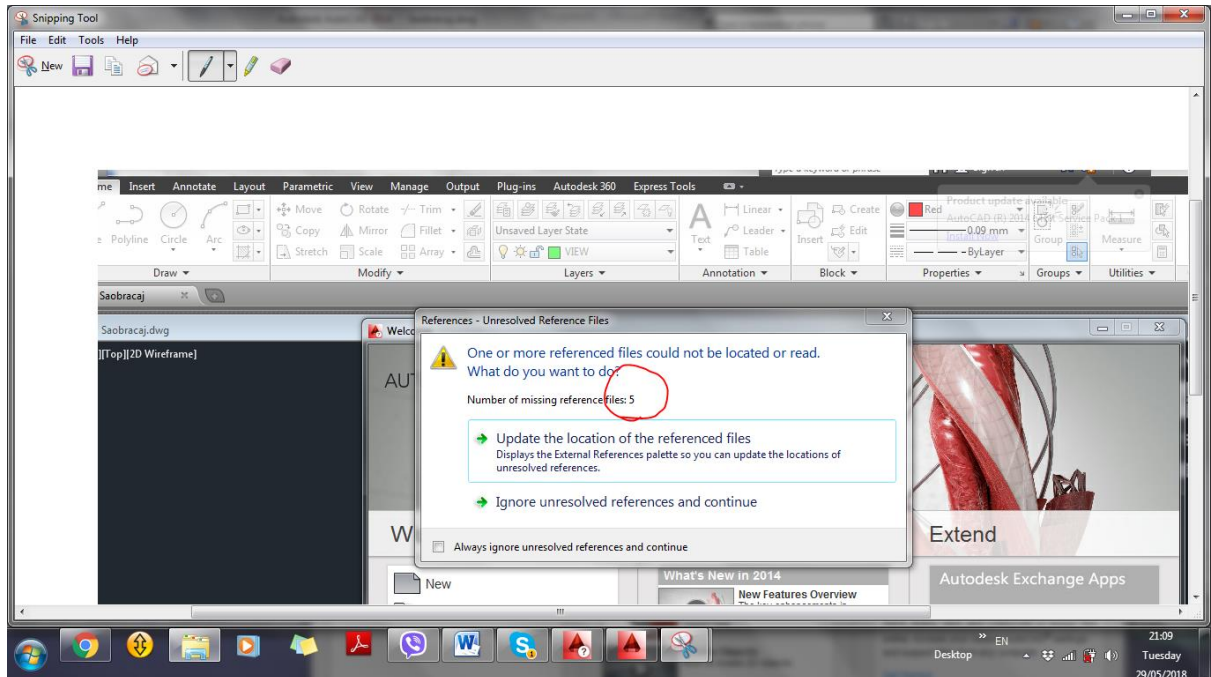 Snipping Tool
File Edit Tools Help
New
me Insert Annotate Layout Parametric View Manage Output Plug-ins Autodesk 360 Express Tools
Move Rotate Trim Unsaved Layer State Linear Create Red Product update available
Polyline Circle Arc Copy Mirror Fillet Text Leader Insert Edit 0.09 mm Group Measure
Stretch Scale Array VIEW Table ByLayer
Install Now
Draw Modify Layers Annotation Block Properties Groups Utilities
Saobracaj
Saobracaj.dwg
][Top][2D Wireframe]
References - Unresolved Reference Files
One or more referenced files could not be located or read.
What do you want to do?
Number of missing reference files: 5
Update the location of the referenced files
Displays the External References palette so you can update the locations of
unresolved references.
Ignore unresolved references and continue
Always ignore unresolved references and continue
Welc
AUT
W
New
What's New in 2014
New Features Overview
Extend
Autodesk Exchange Apps
Desktop
EN
21:09
Tuesday
29/05/2018